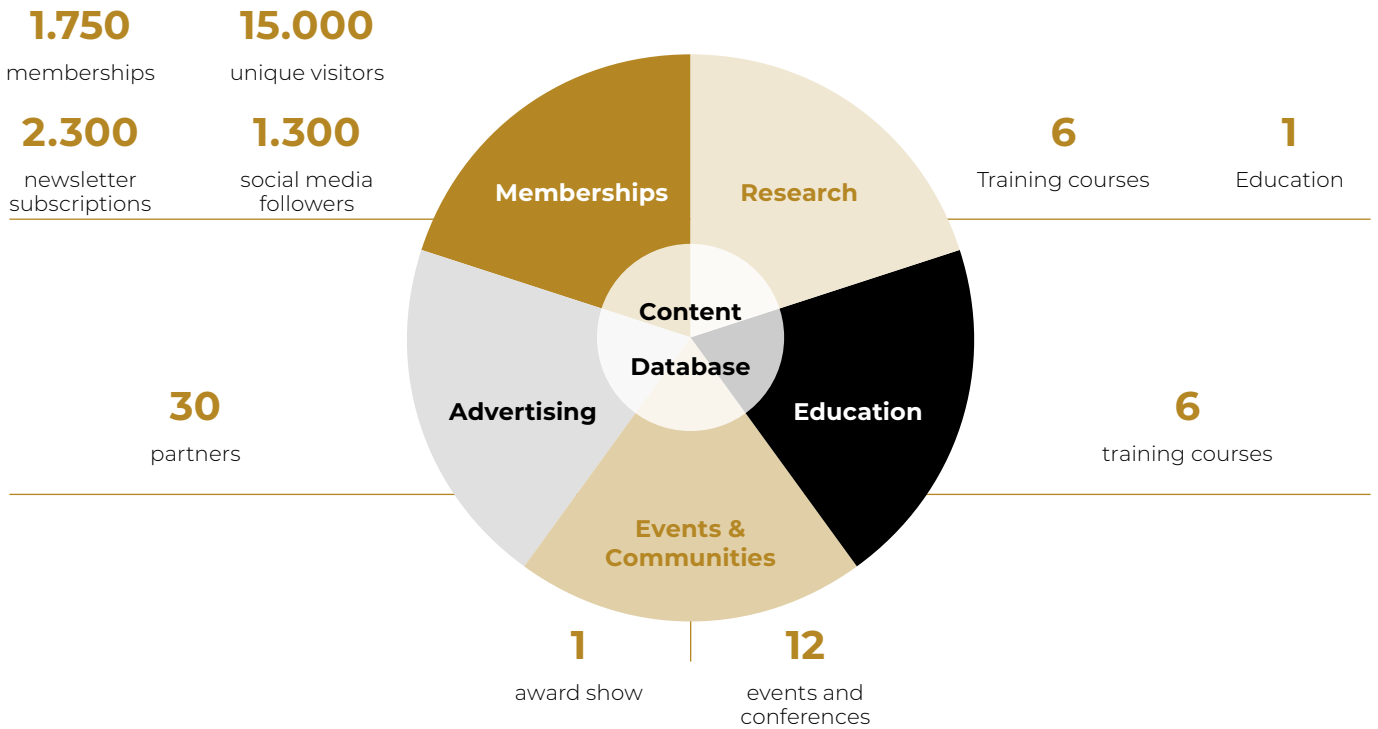 1.750
memberships
15.000
unique visitors
2.300
newsletter
subscriptions
1.300
social media
followers
6
Training courses
1
Education
Memberships
Research
Content
Database
Advertising
Education
Events &
Communities
30
partners
6
training courses
1
award show
12
events and
conferences